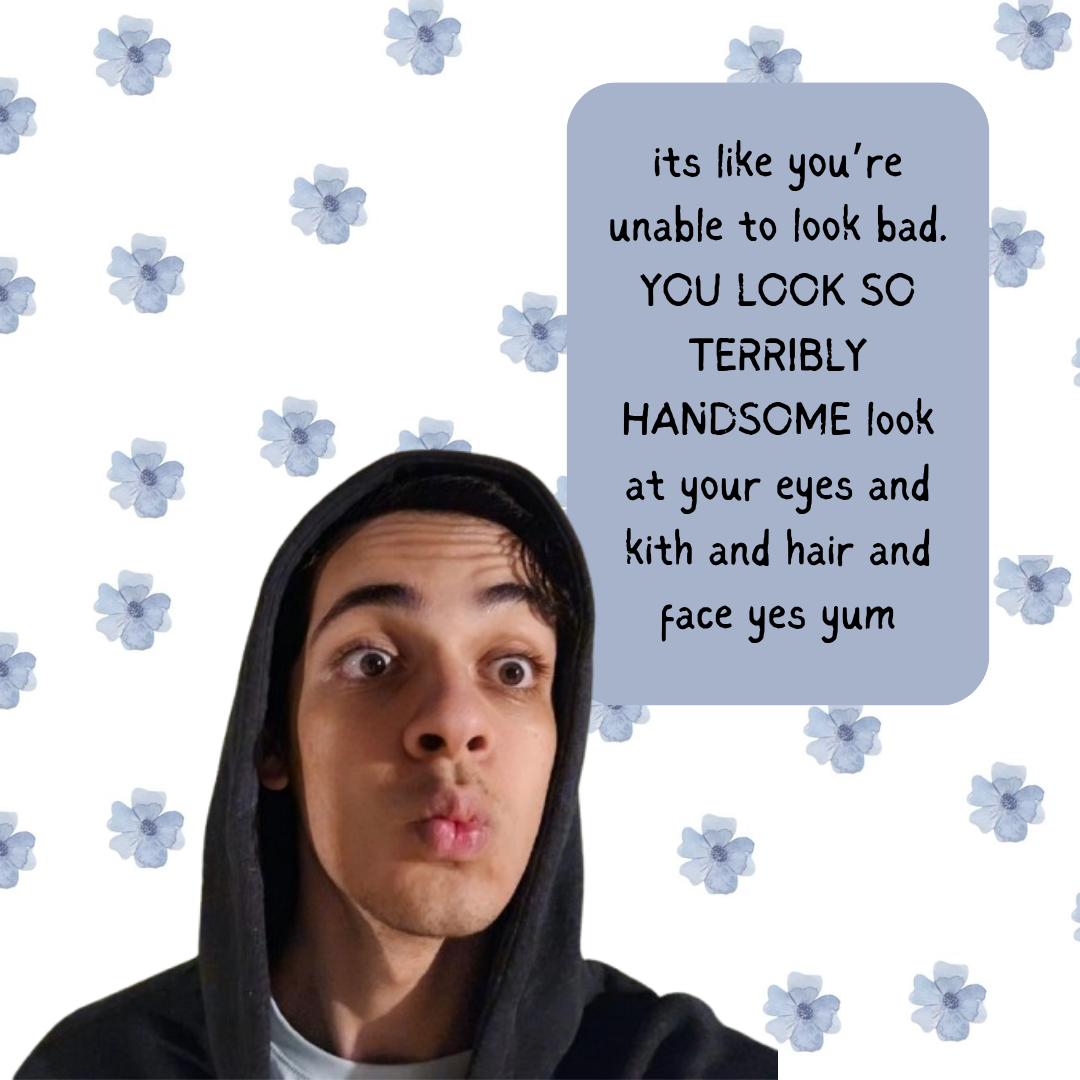 its like you're
unable to look bad.
YOU LOOK SO
TERRIBLY
HANDSOME look
at your eyes and
kith and hair and
face yes yum